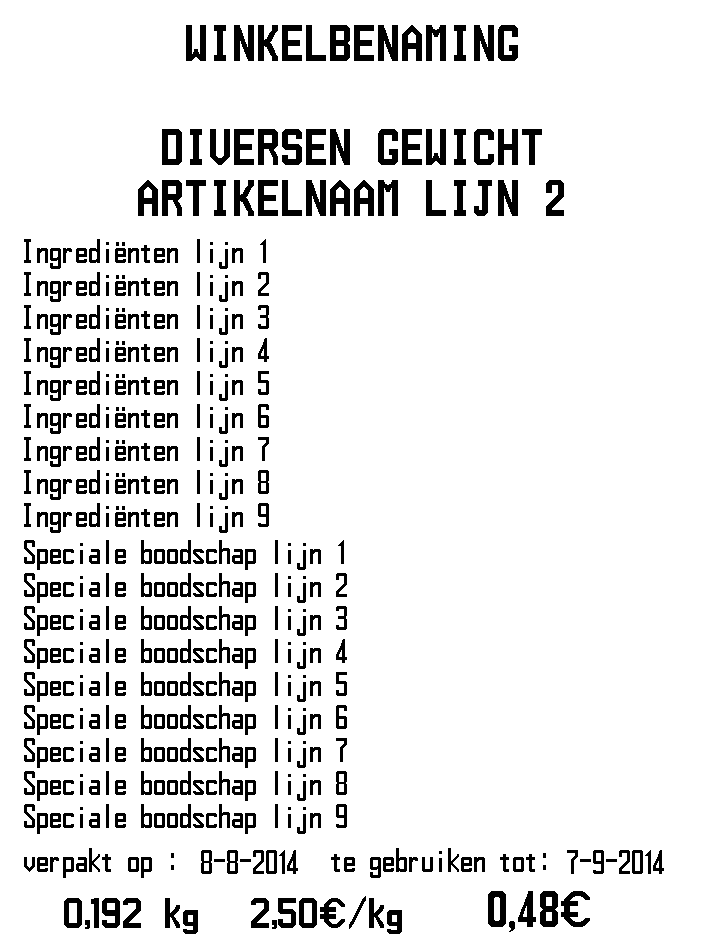 WINKELBENAMING
DIVERSEN GEWICHT
ARTIKELNAAM LIJN 2
Ingrediënten lijn 1
Ingrediënten lijn 2
Ingrediënten lijn 3
Ingrediënten lijn 4
Ingrediënten lijn 5
Ingrediënten lijn 6
Ingrediënten lijn 7
Ingrediënten lijn 8
Ingrediënten lijn 9
Speciale boodschap lijn 1
Speciale boodschap lijn 2
Speciale boodschap lijn 3
Speciale boodschap lijn 4
Speciale boodschap lijn 5
Speciale boodschap lijn 6
Speciale boodschap lijn 7
Speciale boodschap lijn 8
Speciale boodschap lijn 9
verpakt op : 8-8-2014 te gebruiken tot: 7-9-2014
0,192 kg 2,50€/kg 0,48€